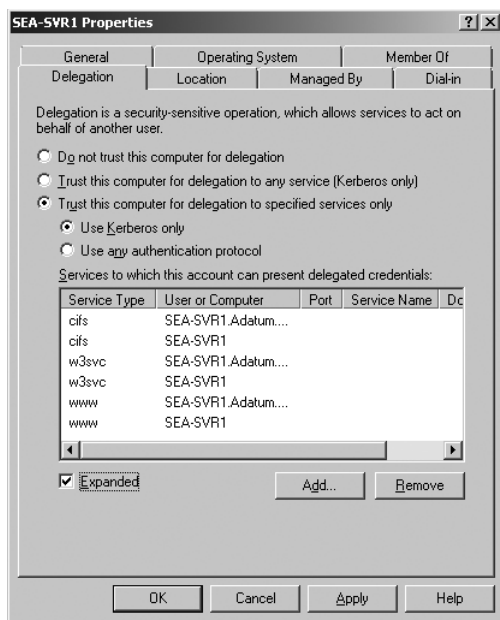 SEA-SVR1 Properties
General Operating System Member Of
Delegation Location Managed By Dial-in
Delegation is a security-sensitive operation, which allows services to act on
behalf of another user.
Do not trust this computer for delegation
Trust this computer for delegation to any service (Kerberos only)
Trust this computer for delegation to specified services only
Use Kerberos only
Use any authentication protocol
Services to which this account can present delegated credentials:
Service Type User or Computer Port Service Name Dc
cifs SEA-SVR1.Adatum....
cifs SEA-SVR1
w3svc SEA-SVR1.Adatum....
w3svc SEA-SVR1
www SEA-SVR1.Adatum....
www SEA-SVR1
Expanded Add... Remove
OK Cancel Apply Help